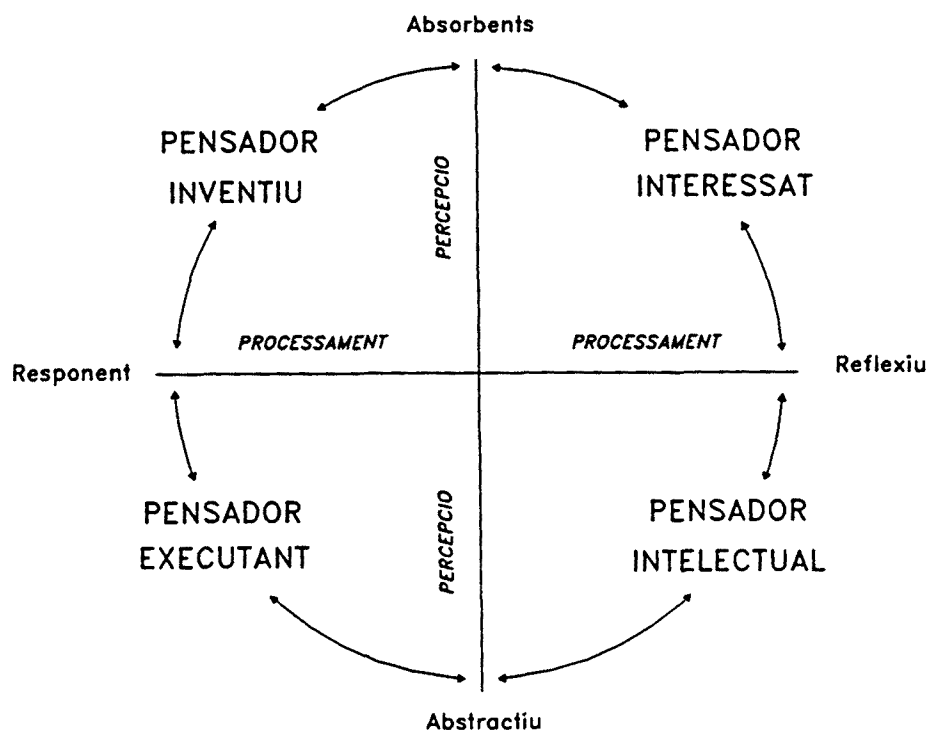 Absorbents
PENSADOR
INVENTIU
PENSADOR
INTERESSAT
PERCEPCIO
PROCESSAMENT
PROCESSAMENT
Responent
Reflexiu
PENSADOR
EXECUTANT
PERCEPCIO
PENSADOR
INTELECTUAL
Abstractiu